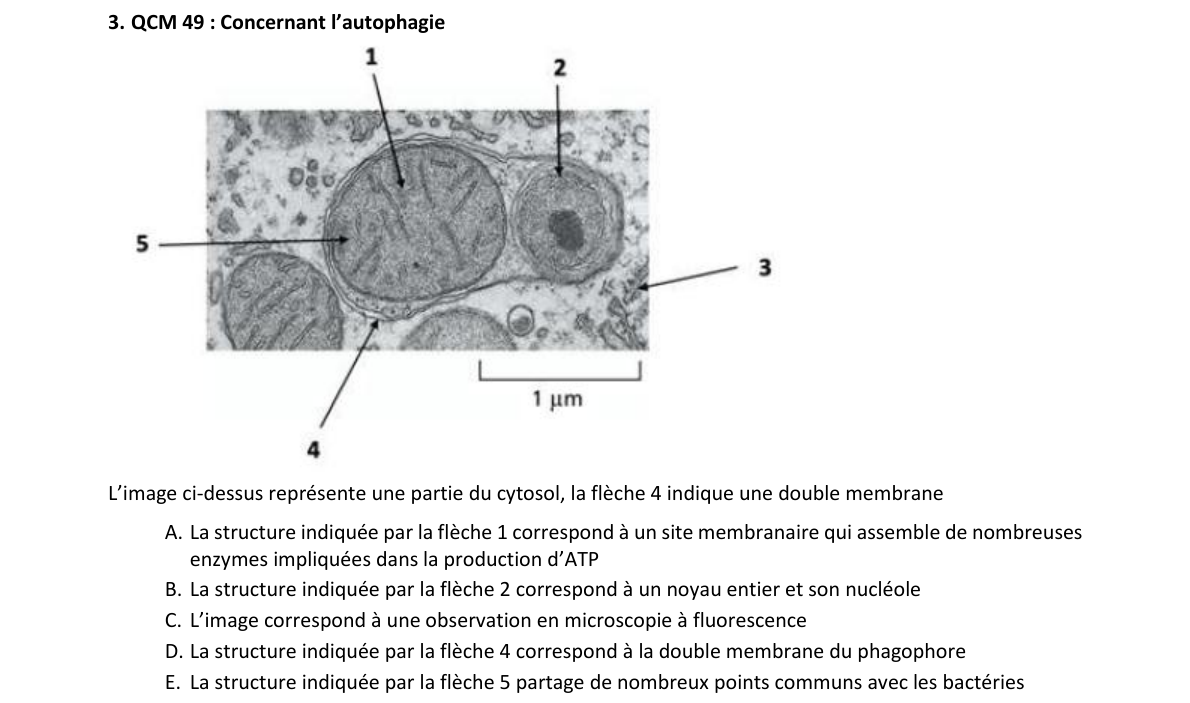 3. QCM 49 : Concernant l’autophagie
1
2
5
3
1 µm
4
L’image ci-dessus représente une partie du cytosol, la flèche 4 indique une double membrane
A. La structure indiquée par la flèche 1 correspond à un site membranaire qui assemble de nombreuses
enzymes impliquées dans la production d’ATP
B. La structure indiquée par la flèche 2 correspond à un noyau entier et son nucléole
C. L’image correspond à une observation en microscopie à fluorescence
D. La structure indiquée par la flèche 4 correspond à la double membrane du phagophore
E. La structure indiquée par la flèche 5 partage de nombreux points communs avec les bactéries